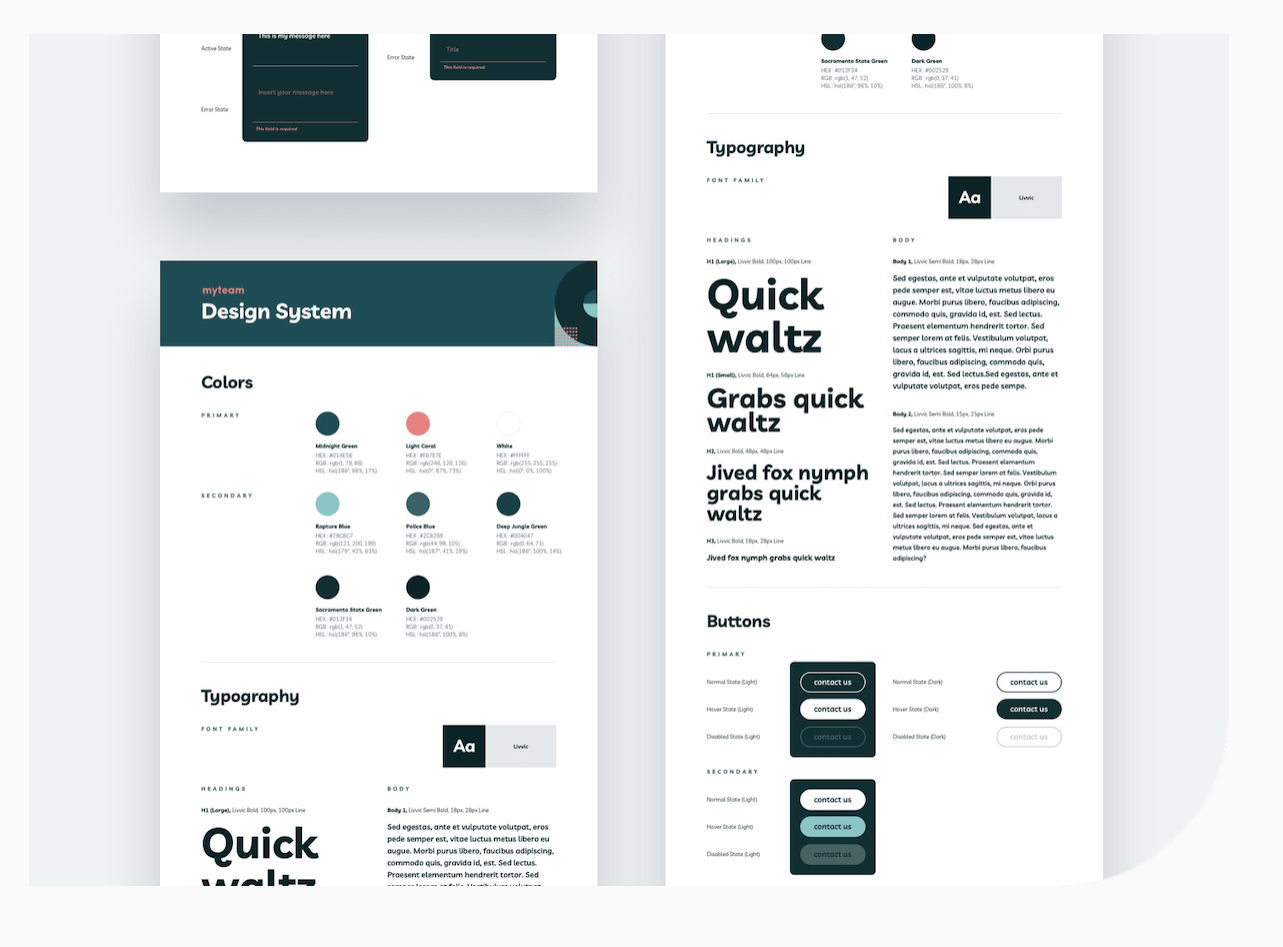 This is my message here
Active State
Insert your message here
Error State
This field is required
Title
Error State
This field is required
myteam
Design System
Colors
PRIMARY
Midnight Green
HEX : #014E56
RGB : rgb(1, 78, 86)
HSL : hsl(186°, 98%, 17%)
Light Coral
HEX : #F67E7E
RGB : rgb(246, 126, 126)
HSL : hsl(0°, 87%, 73%)
White
HEX : #FFFFFF
RGB : rgb(255, 255, 255)
HSL : hsl(0°, 0%, 100%)
SECONDARY
Rapture Blue
HEX : #79C8C7
RGB : rgb(121, 200, 199)
HSL : hsl(179°, 42%, 63%)
Police Blue
HEX : #2C6269
RGB : rgb(44, 98, 105)
HSL : hsl(187°, 41%, 29%)
Deep Jungle Green
HEX : #004047
RGB : rgb(0, 64, 71)
HSL : hsl(186°, 100%, 14%)
Sacramento State Green
HEX : #012F34
RGB : rgb(1, 47, 52)
HSL : hsl(186°, 96%, 10%)
Dark Green
HEX : #002529
RGB : rgb(0, 37, 41)
HSL : hsl(186°, 100%, 8%)
Typography
FONT FAMILY
Aa
Livvic
HEADINGS
H1 (Large), Livvic Bold, 100px, 100px Line
Quick
waltz
BODY
Body 1, Livvic Semi Bold, 18px, 28px Line
Sed egestas, ante et vulputate volutpat, eros
pede semper est, vitae luctus metus libero eu
augue. Morbi purus libero, faucibus adipiscing,
commodo quis, gravida id, est. Sed lectus.
Praesent elementum hendrerit tortor. Sed
semper lorem at felis. Vestibulum volutpat,
Sacramento State Green
HEX : #012F34
RGB : rgb(1, 47, 52)
HSL : hsl(186°, 96%, 10%)
Dark Green
HEX : #002529
RGB : rgb(0, 37, 41)
HSL : hsl(186°, 100%, 8%)
Typography
FONT FAMILY
Aa
Livvic
HEADINGS
H1 (Large), Livvic Bold, 100px, 100px Line
Quick
waltz
H1 (Small), Livvic Bold, 64px, 56px Line
Grabs quick
waltz
H2, Livvic Bold, 48px, 48px Line
Jived fox nymph
grabs quick
waltz
H3, Livvic Bold, 18px, 28px Line
Jived fox nymph grabs quick waltz
BODY
Body 1, Livvic Semi Bold, 18px, 28px Line
Sed egestas, ante et vulputate volutpat, eros
pede semper est, vitae luctus metus libero eu
augue. Morbi purus libero, faucibus adipiscing,
commodo quis, gravida id, est. Sed lectus.
Praesent elementum hendrerit tortor. Sed
semper lorem at felis. Vestibulum volutpat,
lacus a ultrices sagittis, mi neque. Orbi purus
libero, faucibus adipiscing, commodo quis,
gravida id, est. Sed lectus.Sed egestas, ante et
vulputate volutpat, eros pede sempe.
Body 2, Livvic Semi Bold, 15px, 25px Line
Sed egestas, ante et vulputate volutpat, eros pede
semper est, vitae luctus metus libero eu augue. Morbi
purus libero, faucibus adipiscing, commodo quis,
gravida id, est. Sed lectus. Praesent elementum
hendrerit tortor. Sed semper lorem at felis. Vestibulum
volutpat, lacus a ultrices sagittis, mi neque. Sed
egestas, ante et vulputate volutpat, eros pede semper
est, vitae luctus metus libero eu augue. Morbi purus
libero, faucibus adipiscing, commodo quis, gravida id,
est. Sed lectus. Praesent elementum hendrerit tortor.
Sed semper lorem at felis. Vestibulum volutpat, lacus a
ultrices sagittis, mi neque. Sed egestas, ante et
vulputate volutpat, eros pede semper est, vitae luctus
metus libero eu augue. Morbi purus libero, faucibus
adipiscing?
Buttons
PRIMARY
Normal State (Light)
contact us
Normal State (Dark)
contact us
Hover State (Light)
contact us
Hover State (Dark)
contact us
Disabled State (Light)
contact us
Disabled State (Dark)
contact us
SECONDARY
Normal State (Light)
contact us
Hover State (Light)
contact us
Disabled State (Light)
contact us